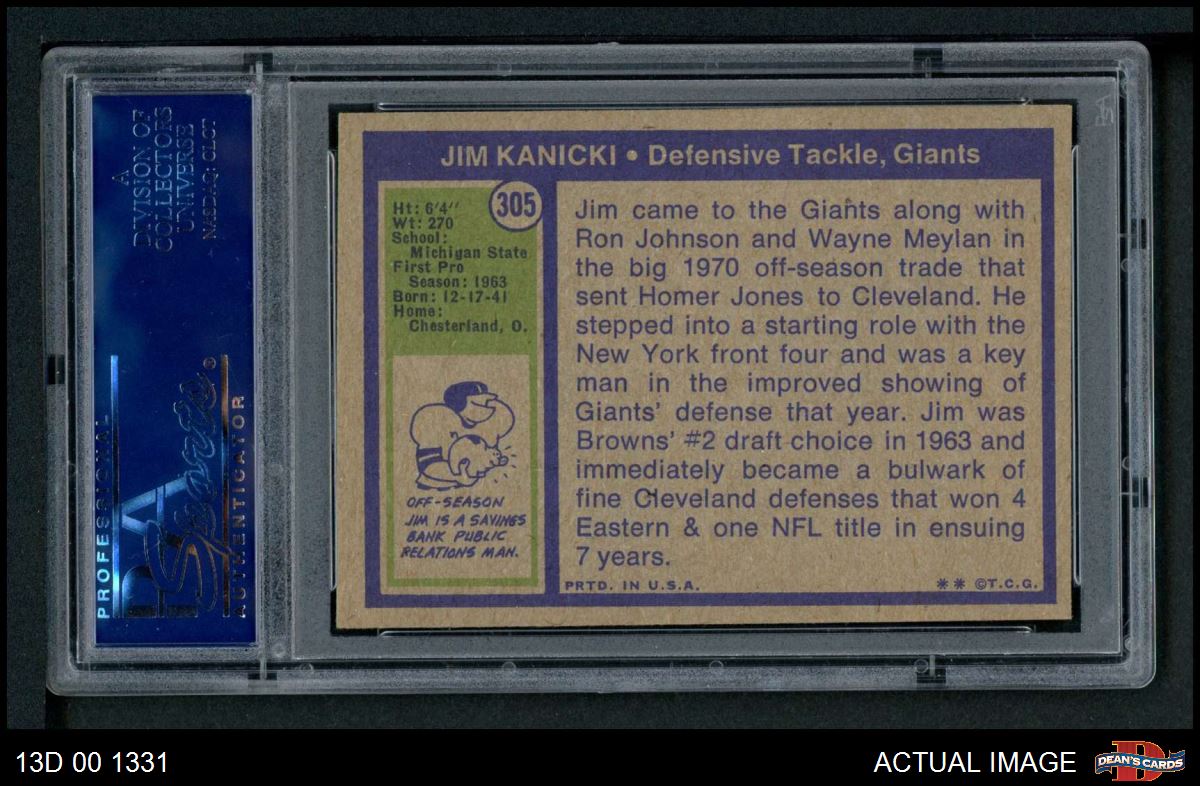 A
DIVISION OF
COLLECTORS
UNIVERSE
NASDAQ: CLCT
PROFESSIONAL
PSA
Sports®
AUTHENTICATOR
JIM KANICKI • Defensive Tackle, Giants
305
Ht: 6'4"
Wt: 270
School:
Michigan State
First Pro
Season: 1963
Born: 12-17-41
Home:
Chesterland, O.
OFF-SEASON
JIM IS A SAVINGS
BANK PUBLIC
RELATIONS MAN.
Jim came to the Giants along with
Ron Johnson and Wayne Meylan in
the big 1970 off-season trade that
sent Homer Jones to Cleveland. He
stepped into a starting role with the
New York front four and was a key
man in the improved showing of
Giants' defense that year. Jim was
Browns' #2 draft choice in 1963 and
immediately became a bulwark of
fine Cleveland defenses that won 4
Eastern & one NFL title in ensuing
7 years.
PRTD. IN U.S.A.
** ©T.C.G.
13D 00 1331
ACTUAL IMAGE
DEAN'S CARDS